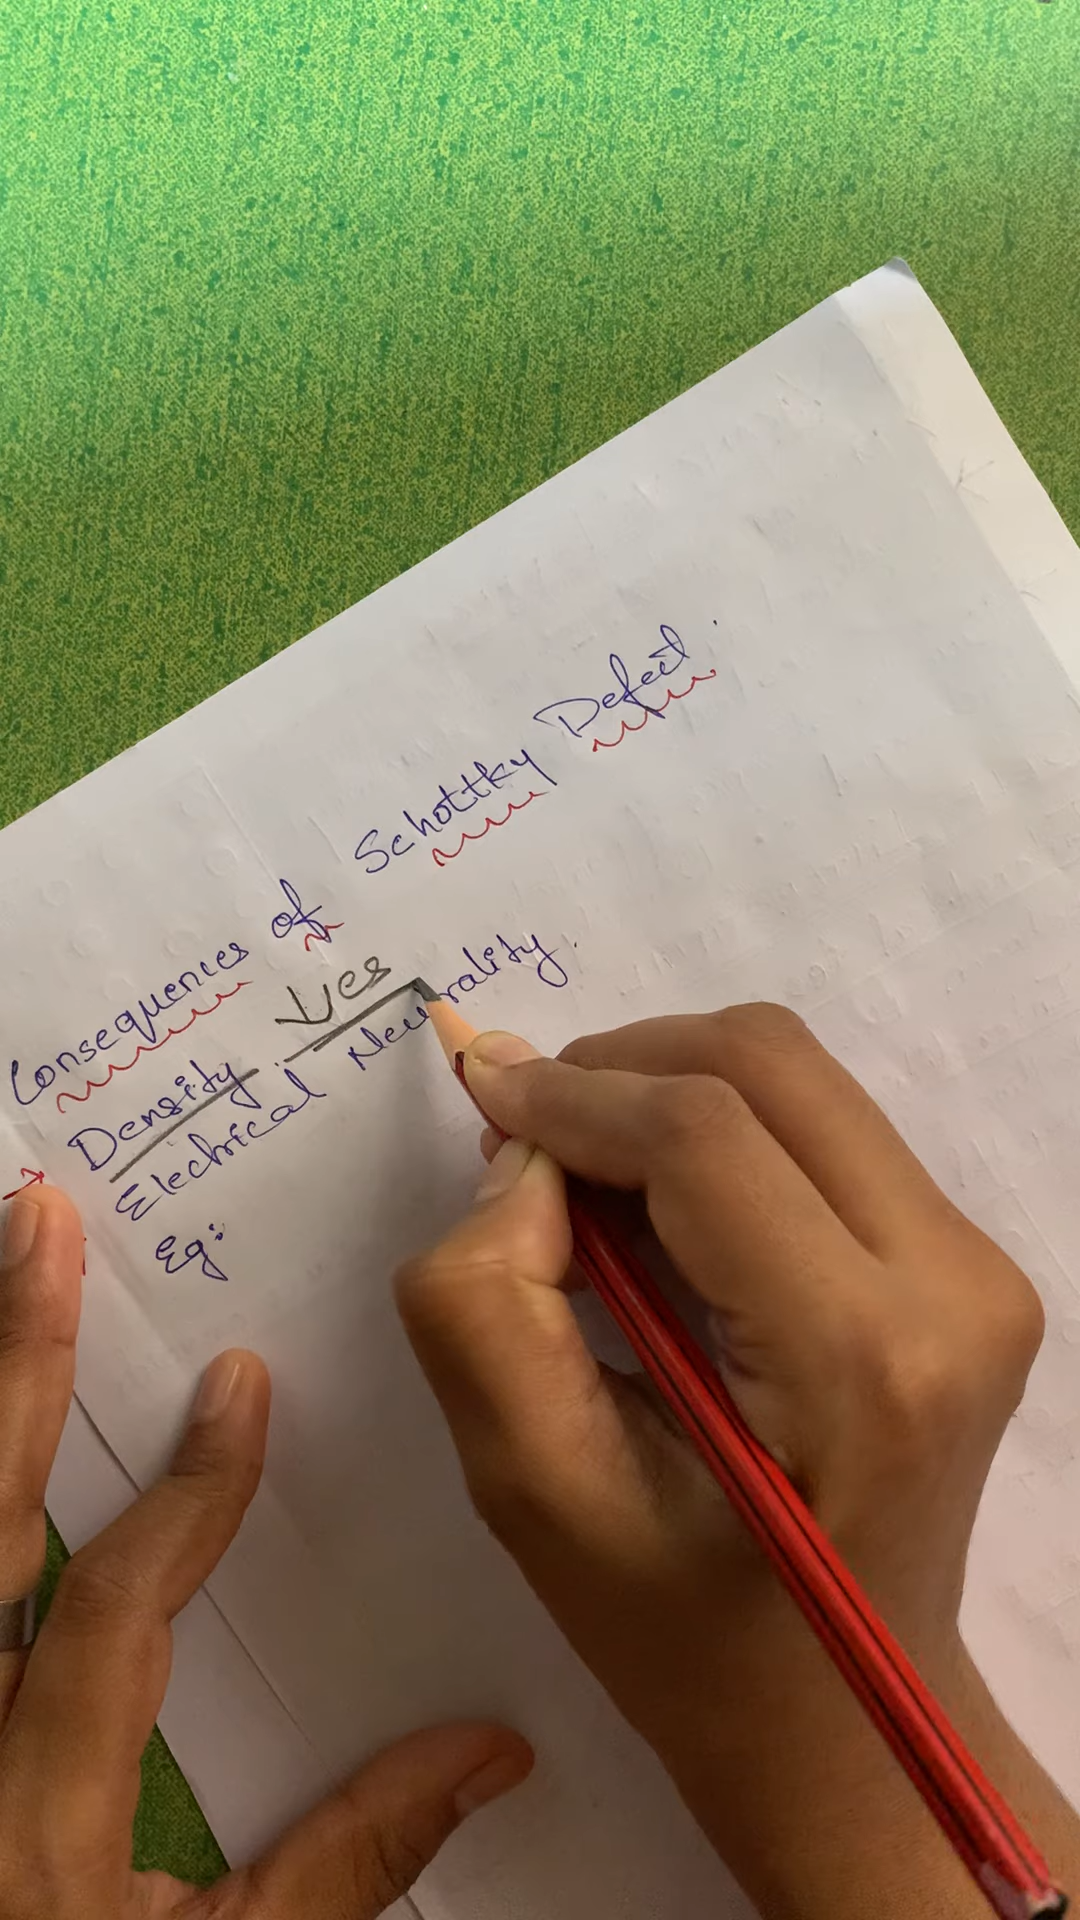 Consequences of Schottky Defect.
→ Density ↓es
Electrical Neutrality.
Eg: